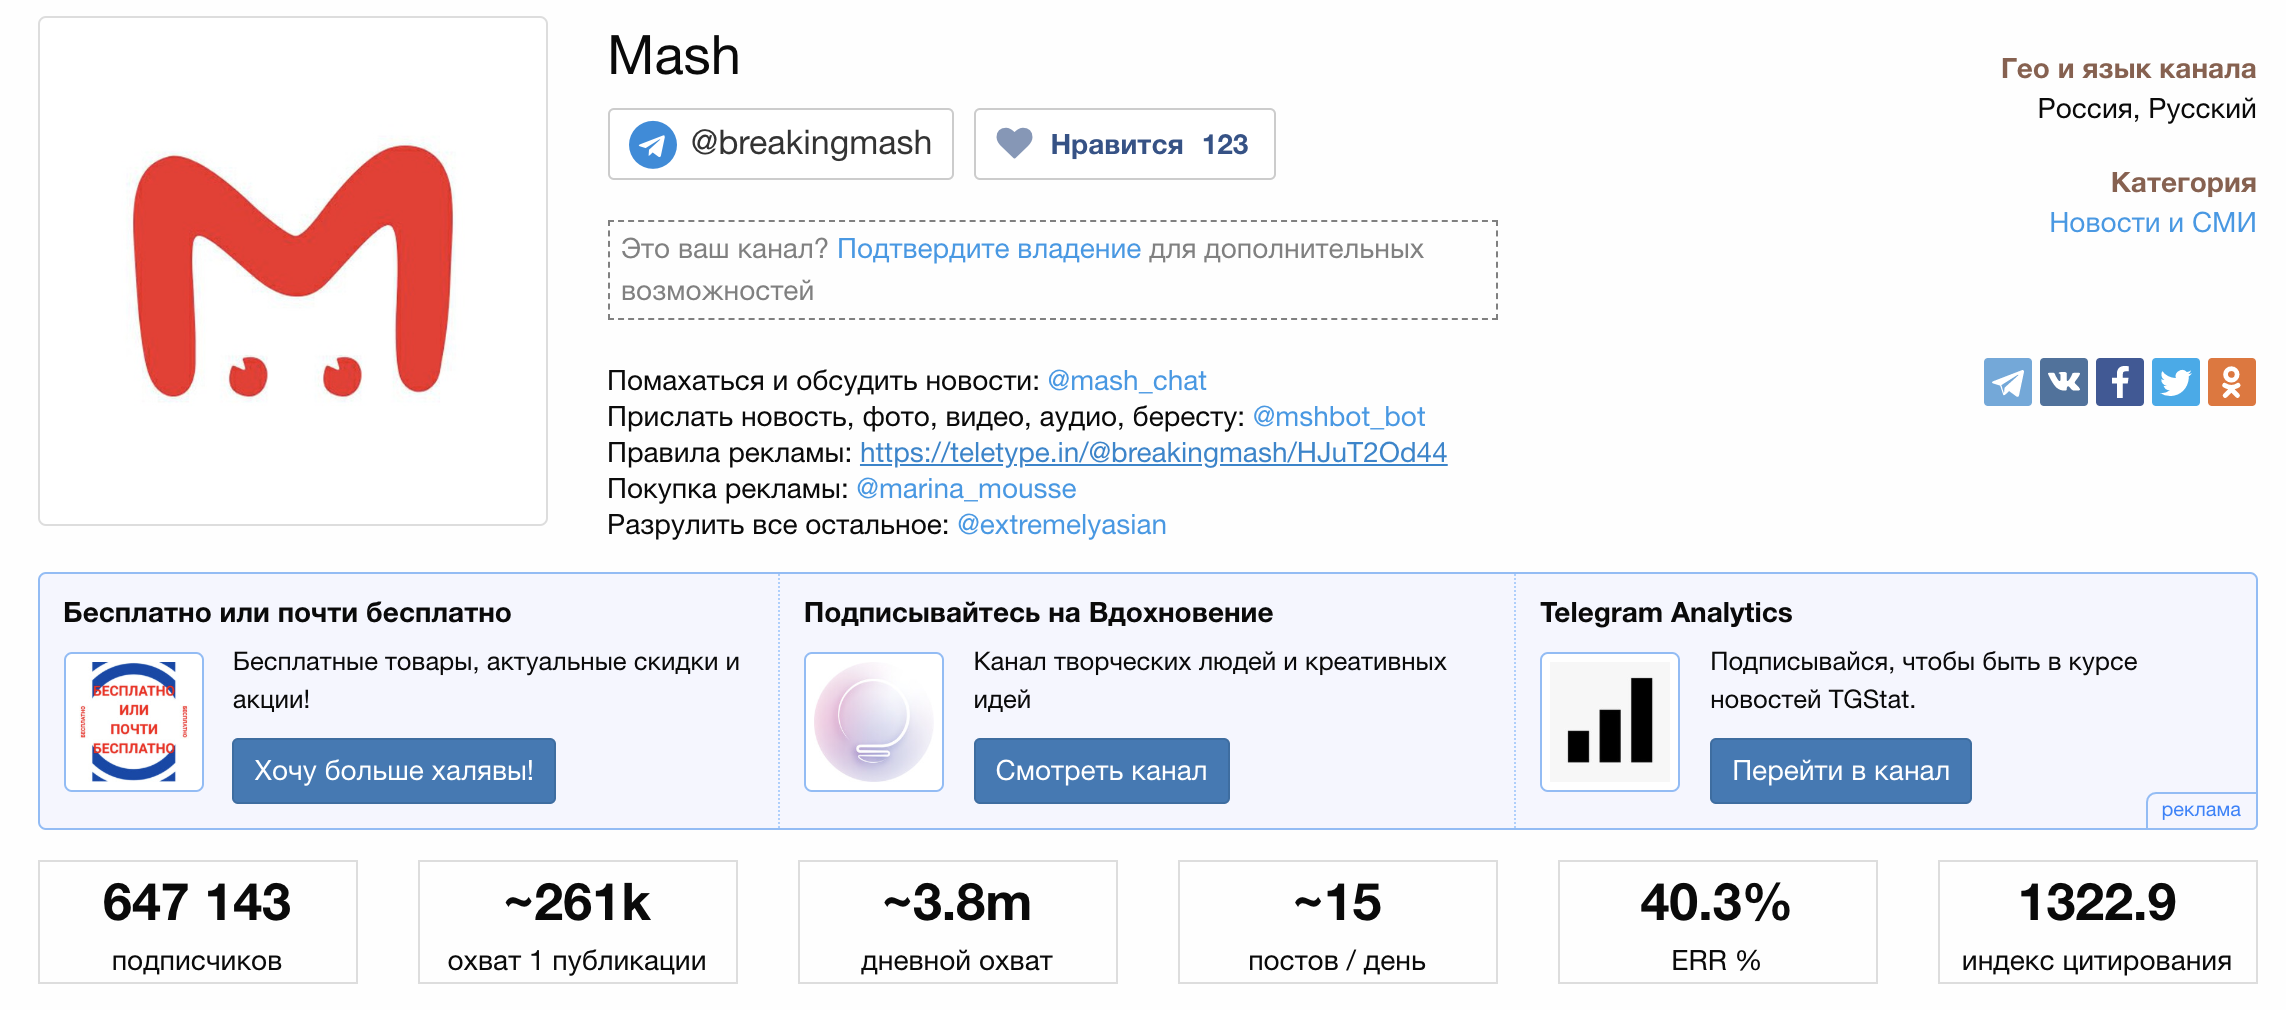 Mash
@breakingmash
Нравится 123
Это ваш канал? Подтвердите владение для дополнительных
возможностей
Помахаться и обсудить новости: @mash_chat
Прислать новость, фото, видео, аудио, бересту: @mshbot_bot
Правила рекламы: https://teletype.in/@breakingmash/HJuT2Od44
Покупка рекламы: @marina_mousse
Разрулить все остальное: @extremelyasian
Гео и язык канала
Россия, Русский
Категория
Новости и СМИ
Бесплатно или почти бесплатно
БЕСПЛАТНО
ИЛИ
ПОЧТИ
БЕСПЛАТНО
БЕСПЛАТНО
БЕСПЛАТНО
Бесплатные товары, актуальные скидки и
акции!
Хочу больше халявы!
Подписывайтесь на Вдохновение
Канал творческих людей и креативных
идей
Смотреть канал
Telegram Analytics
Подписывайся, чтобы быть в курсе
новостей TGStat.
Перейти в канал
реклама
647 143
подписчиков
~261k
охват 1 публикации
~3.8m
дневной охват
~15
постов / день
40.3%
ERR %
1322.9
индекс цитирования